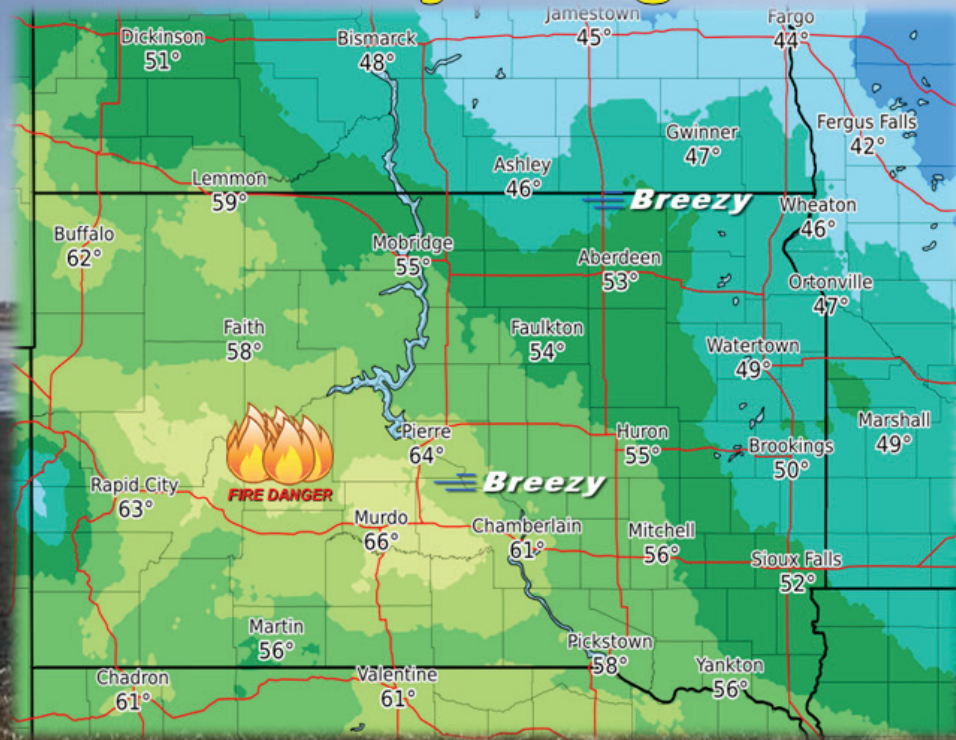 Jamestown
45°
Fargo
44°
Dickinson
51°
Bismarck
48°
Fergus Falls
42°
Gwinner
47°
Ashley
46°
Lemmon
59°
Breezy
Wheaton
46°
Buffalo
62°
Mobridge
55°
Aberdeen
53°
Ortonville
47°
Faith
58°
Faulkton
54°
Watertown
49°
Marshall
49°
Pierre
64°
Huron
55°
Brookings
50°
FIRE DANGER
Rapid City
63°
Breezy
Murdo
66°
Chamberlain
61°
Mitchell
56°
Sioux Falls
52°
Martin
56°
Pickstown
58°
Chadron
61°
Valentine
61°
Yankton
56°